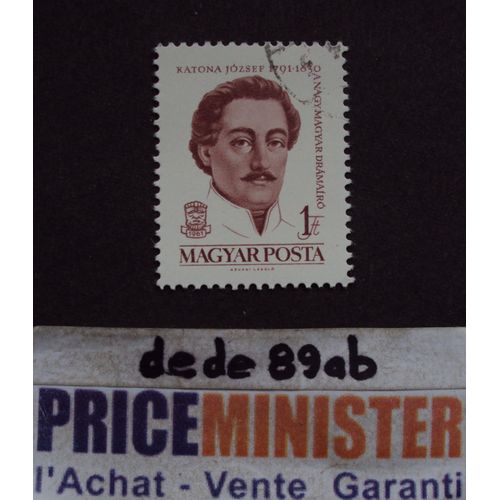 KATONA JÓZSEF 1791-1830
A NAGY MAGYAR DRÁMAÍRÓ
1961
1 Ft
MAGYAR POSTA
dede 89ab
PRICEMINISTER
l'Achat - Vente Garanti